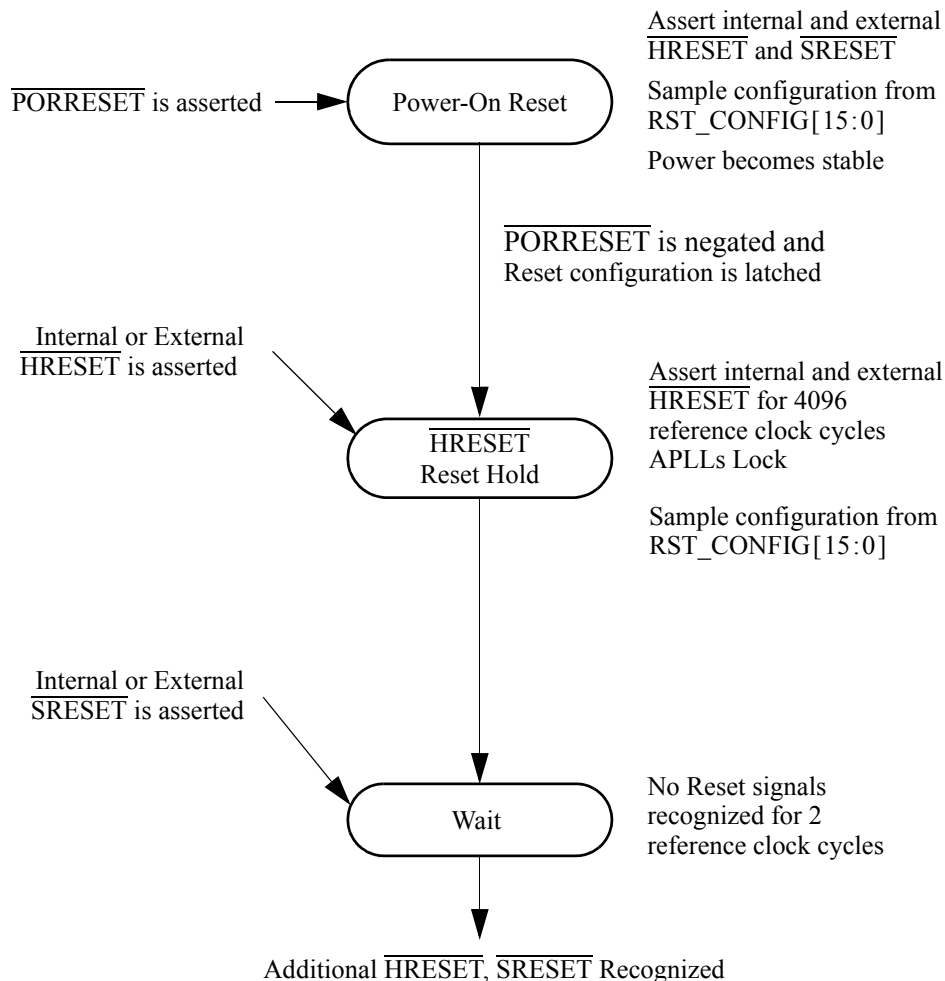 Assert internal and external
HRESET and SRESET
PORRESET is asserted
Power-On Reset
Sample configuration from
RST_CONFIG[15:0]
Power becomes stable
PORRESET is negated and
Reset configuration is latched
Internal or External
HRESET is asserted
Assert internal and external
HRESET for 4096
reference clock cycles
APLLs Lock
HRESET
Reset Hold
Sample configuration from
RST_CONFIG[15:0]
Internal or External
SRESET is asserted
Wait
No Reset signals
recognized for 2
reference clock cycles
Additional HRESET, SRESET Recognized